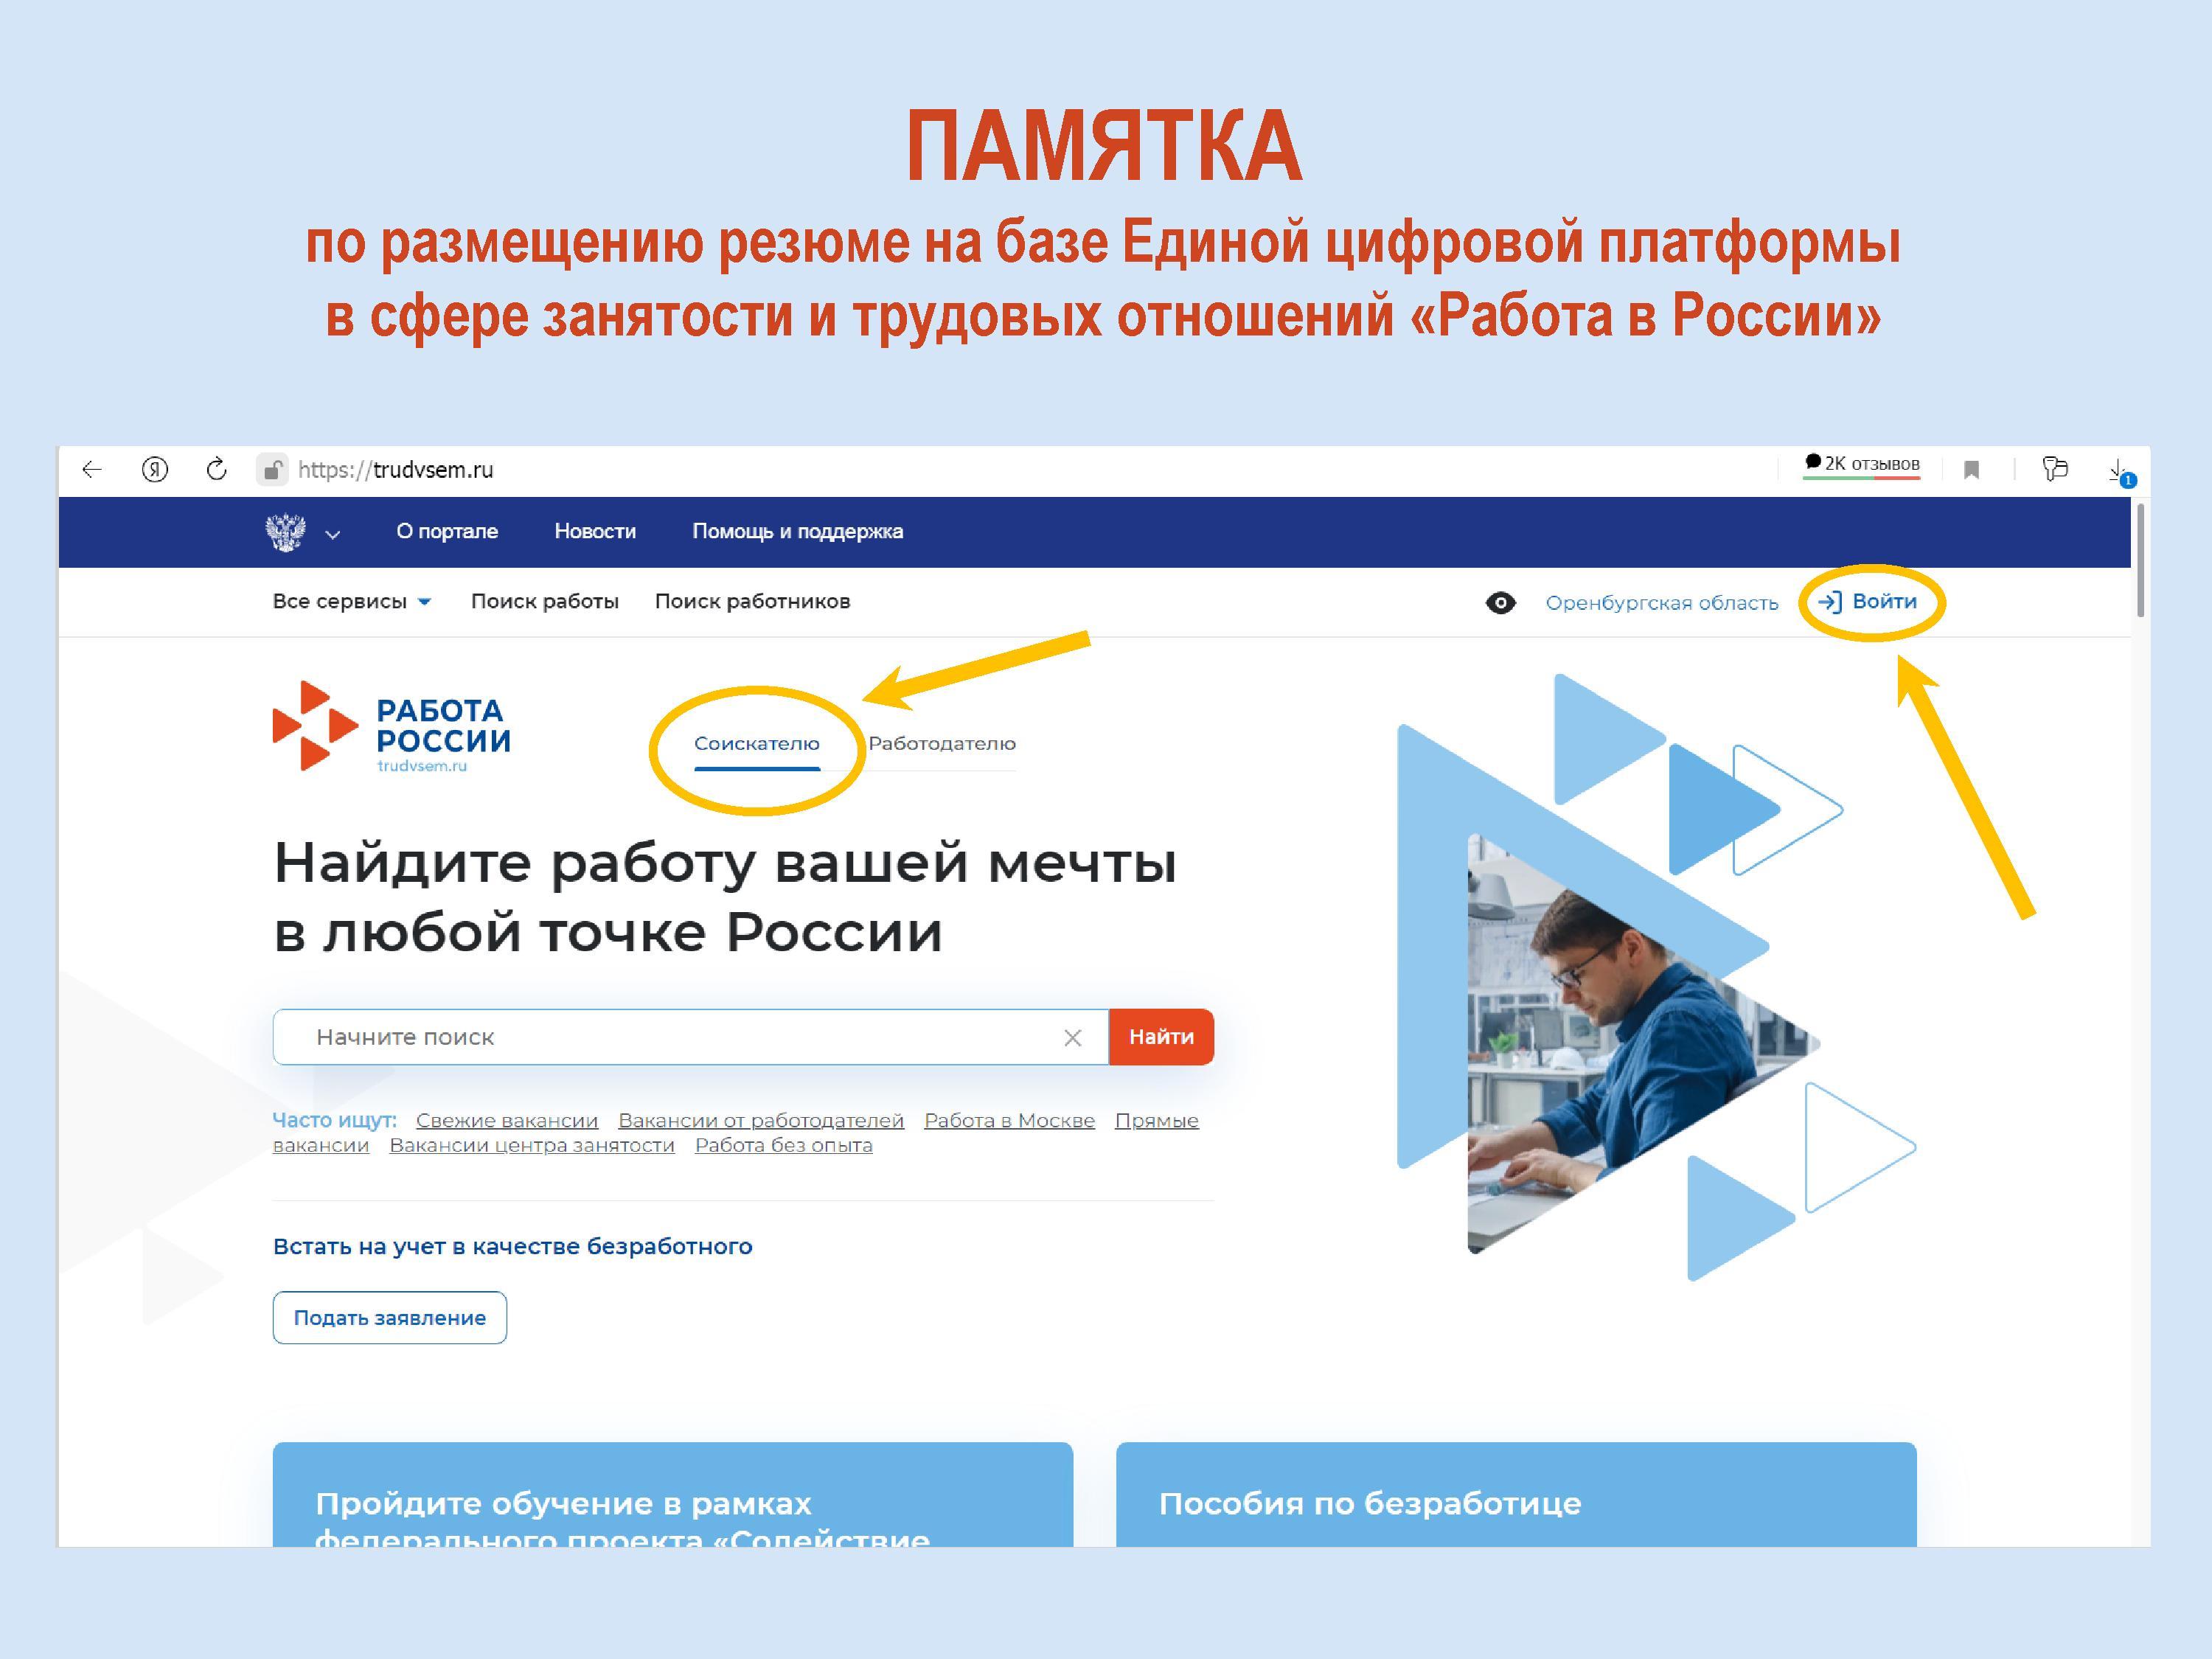 ПАМЯТКА
по размещению резюме на базе Единой цифровой платформы
в сфере занятости и трудовых отношений «Работа в России»
https://trudvsem.ru
2К отзывов
1
О портале
Новости
Помощь и поддержка
Все сервисы
Поиск работы
Поиск работников
Оренбургская область
Войти
РАБОТА
РОССИИ
trudvsem.ru
Соискателю
Работодателю
Найдите работу вашей мечты
в любой точке России
Начните поиск
Найти
Часто ищут: Свежие вакансии Вакансии от работодателей Работа в Москве Прямые
вакансии Вакансии центра занятости Работа без опыта
Встать на учет в качестве безработного
Подать заявление
Пройдите обучение в рамках
федерального проекта «Содействие
Пособия по безработице